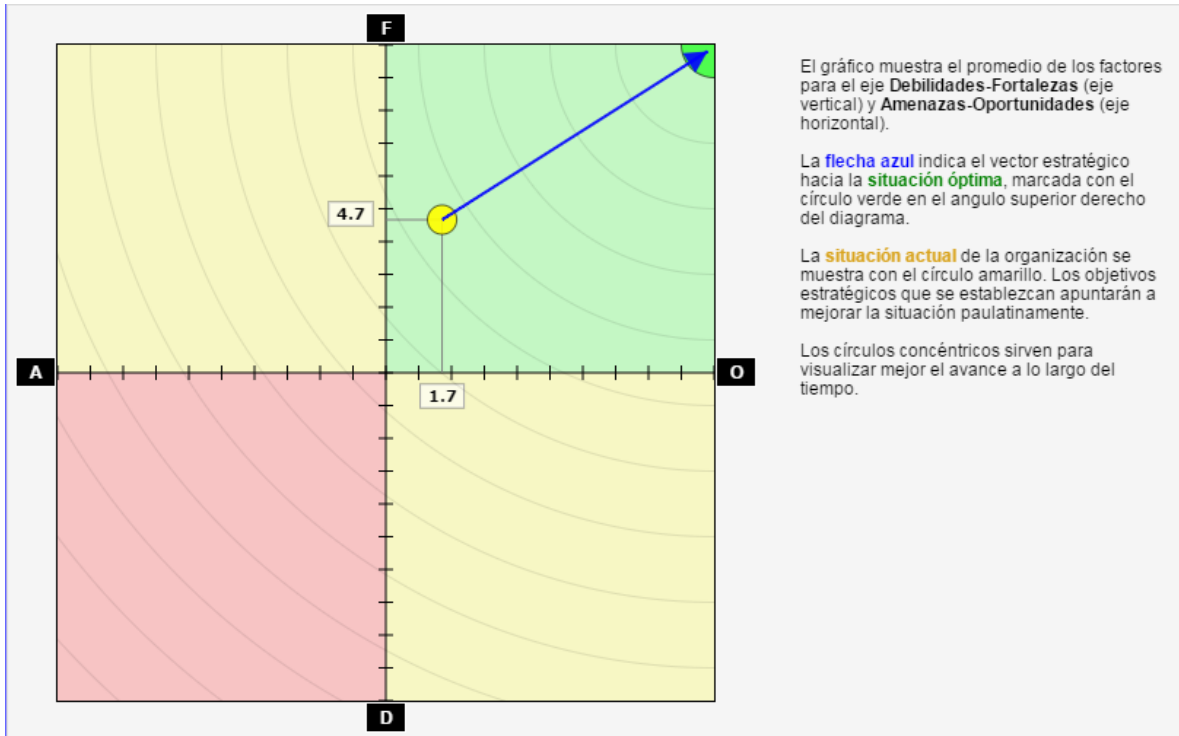 F
4.7
A
O
1.7
D
El gráfico muestra el promedio de los factores
para el eje Debilidades-Fortalezas (eje
vertical) y Amenazas-Oportunidades (eje
horizontal).
La flecha azul indica el vector estratégico
hacia la situación óptima, marcada con el
círculo verde en el angulo superior derecho
del diagrama.
La situación actual de la organización se
muestra con el círculo amarillo. Los objetivos
estratégicos que se establezcan apuntarán a
mejorar la situación paulatinamente.
Los círculos concéntricos sirven para
visualizar mejor el avance a lo largo del
tiempo.